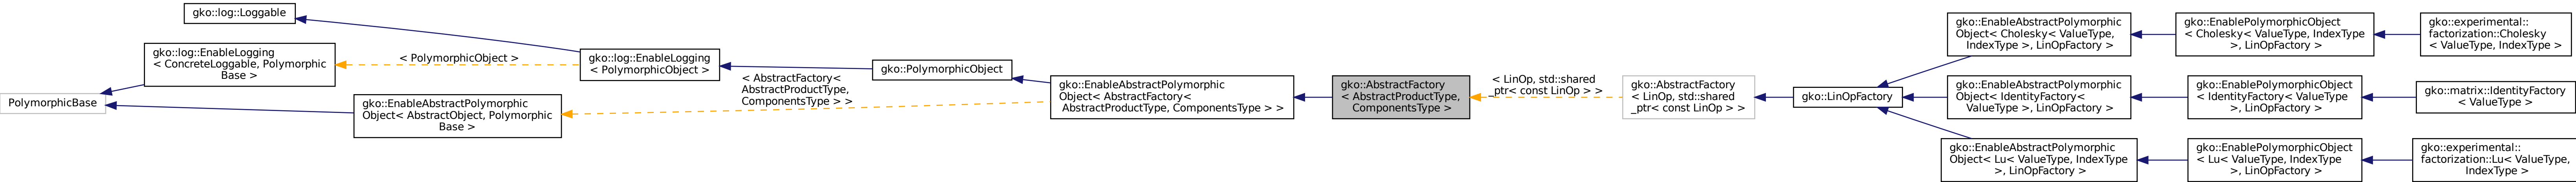 gko::log::Loggable
gko::log::EnableLogging
< ConcreteLoggable, Polymorphic
Base >
PolymorphicBase
gko::EnableAbstractPolymorphic
Object< AbstractObject, Polymorphic
Base >
< PolymorphicObject >
gko::log::EnableLogging
< PolymorphicObject >
< AbstractFactory<
AbstractProductType,
ComponentsType > >
gko::PolymorphicObject
gko::EnableAbstractPolymorphic
Object< AbstractFactory<
AbstractProductType, ComponentsType > >
gko::AbstractFactory
< AbstractProductType,
ComponentsType >
< LinOp, std::shared
_ptr< const LinOp > >
gko::AbstractFactory
< LinOp, std::shared
_ptr< const LinOp > >
gko::LinOpFactory
gko::EnableAbstractPolymorphic
Object< Cholesky< ValueType,
IndexType >, LinOpFactory >
gko::EnablePolymorphicObject
< Cholesky< ValueType, IndexType
>, LinOpFactory >
gko::experimental::
factorization::Cholesky
< ValueType, IndexType >
gko::EnableAbstractPolymorphic
Object< IdentityFactory<
ValueType >, LinOpFactory >
gko::EnablePolymorphicObject
< IdentityFactory< ValueType
>, LinOpFactory >
gko::matrix::IdentityFactory
< ValueType >
gko::EnableAbstractPolymorphic
Object< Lu< ValueType, IndexType
>, LinOpFactory >
gko::EnablePolymorphicObject
< Lu< ValueType, IndexType
>, LinOpFactory >
gko::experimental::
factorization::Lu< ValueType,
IndexType >